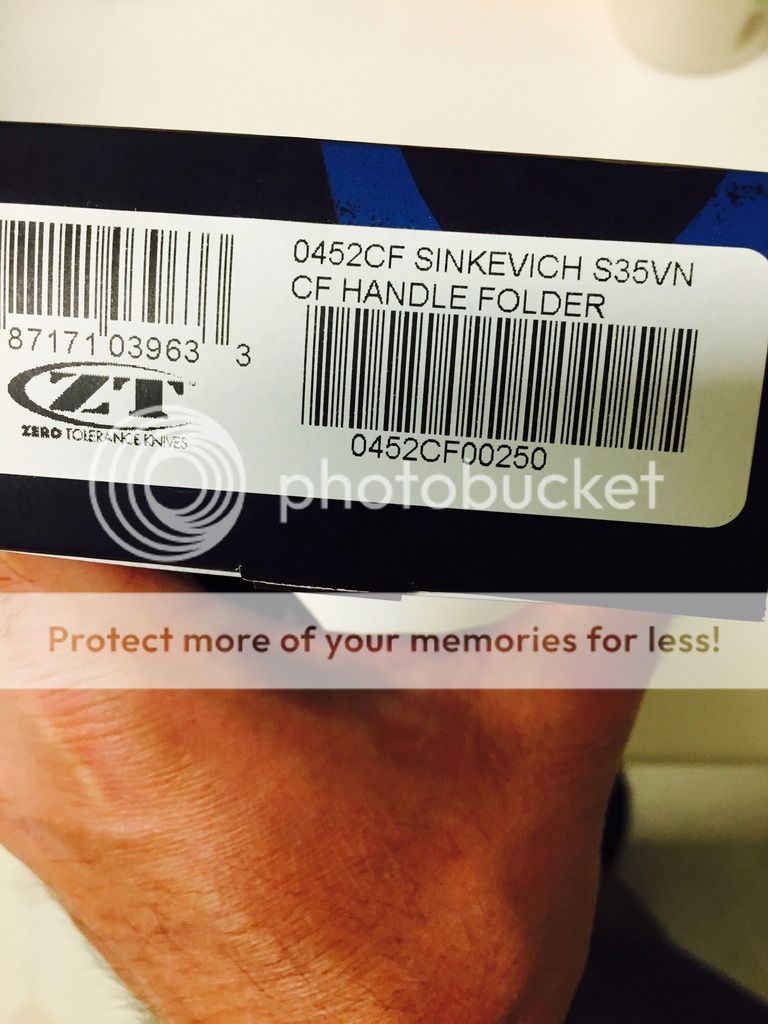 0452CF SINKEVICH S35VN
CF HANDLE FOLDER
87171 03963 3
ZT
ZERO TOLERANCE KNIVES
0452CF00250
photobucket
Protect more of your memories for less!